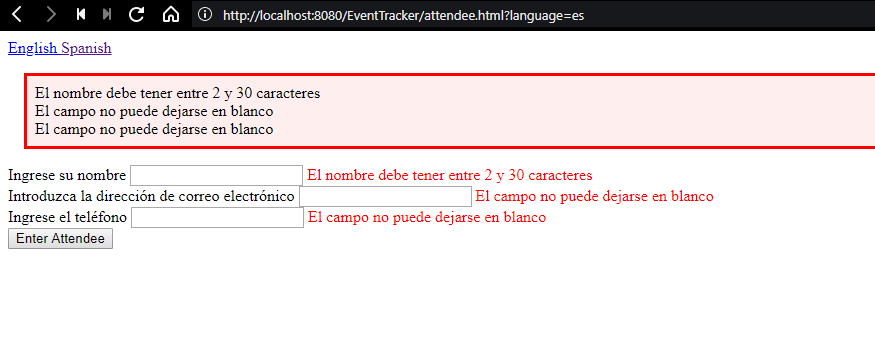 http://localhost:8080/EventTracker/attendee.html?language=es
English Spanish
El nombre debe tener entre 2 y 30 caracteres
El campo no puede dejarse en blanco
El campo no puede dejarse en blanco
Ingrese su nombre El nombre debe tener entre 2 y 30 caracteres
Introduzca la dirección de correo electrónico El campo no puede dejarse en blanco
Ingrese el teléfono El campo no puede dejarse en blanco
Enter Attendee